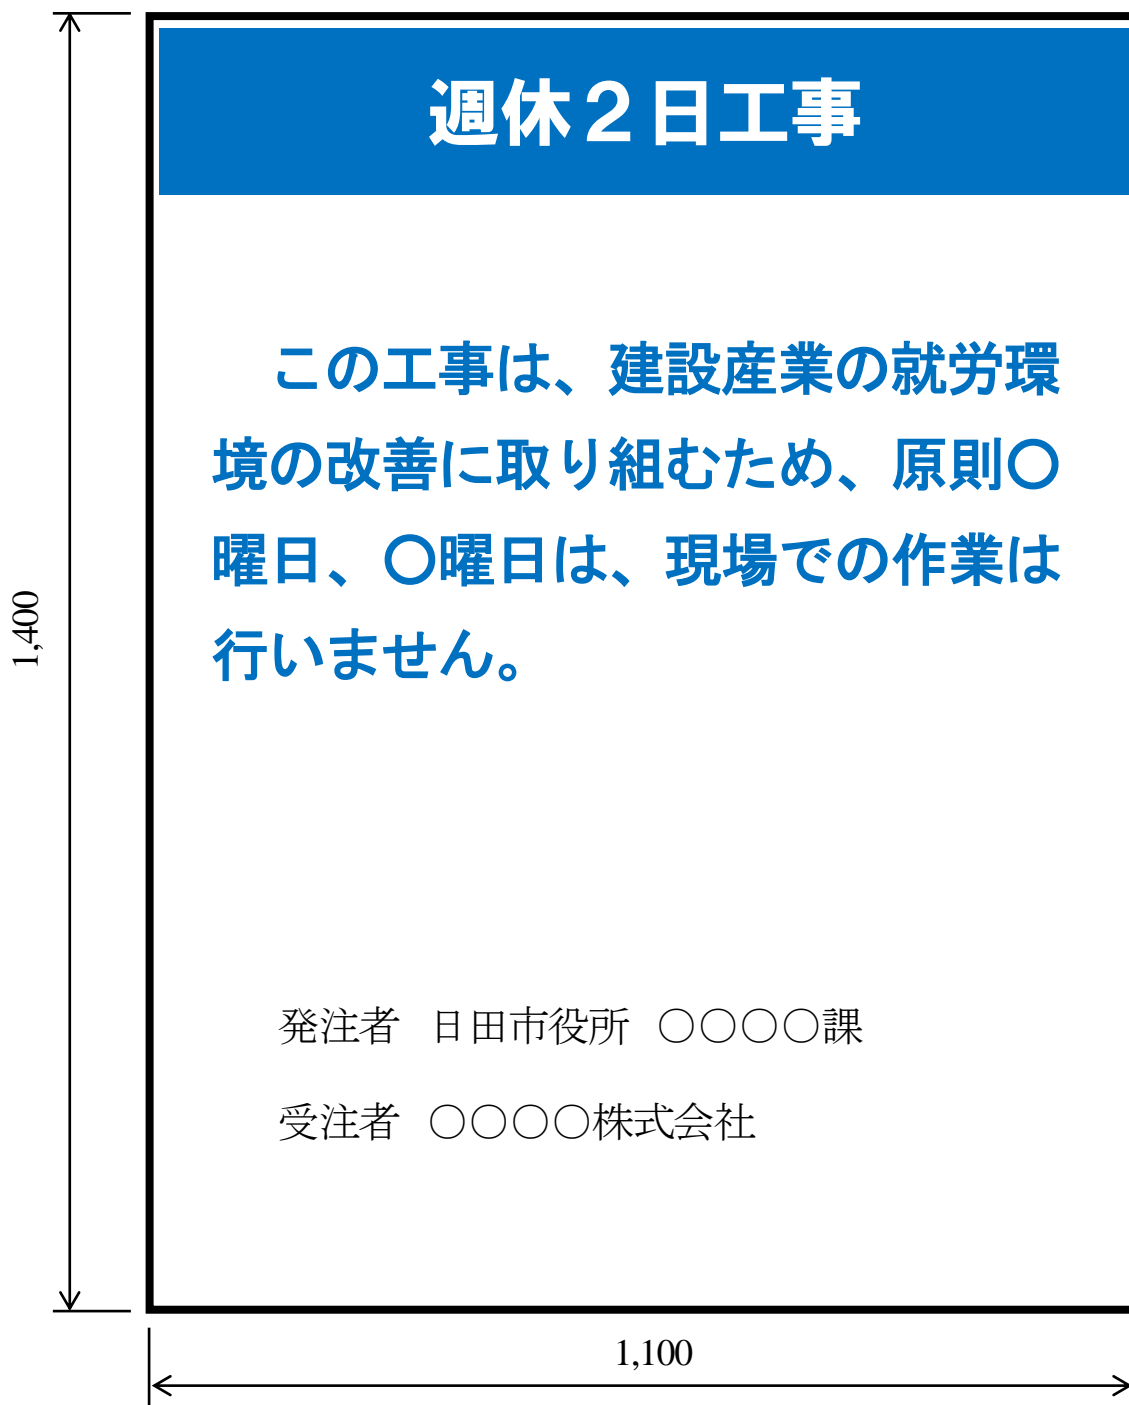 週休２日工事
この工事は、建設産業の就労環
境の改善に取り組むため、原則〇
曜日、〇曜日は、現場での作業は
行いません。
発注者 日田市役所 〇〇〇〇課
受注者 〇〇〇〇株式会社
1,400
1,100